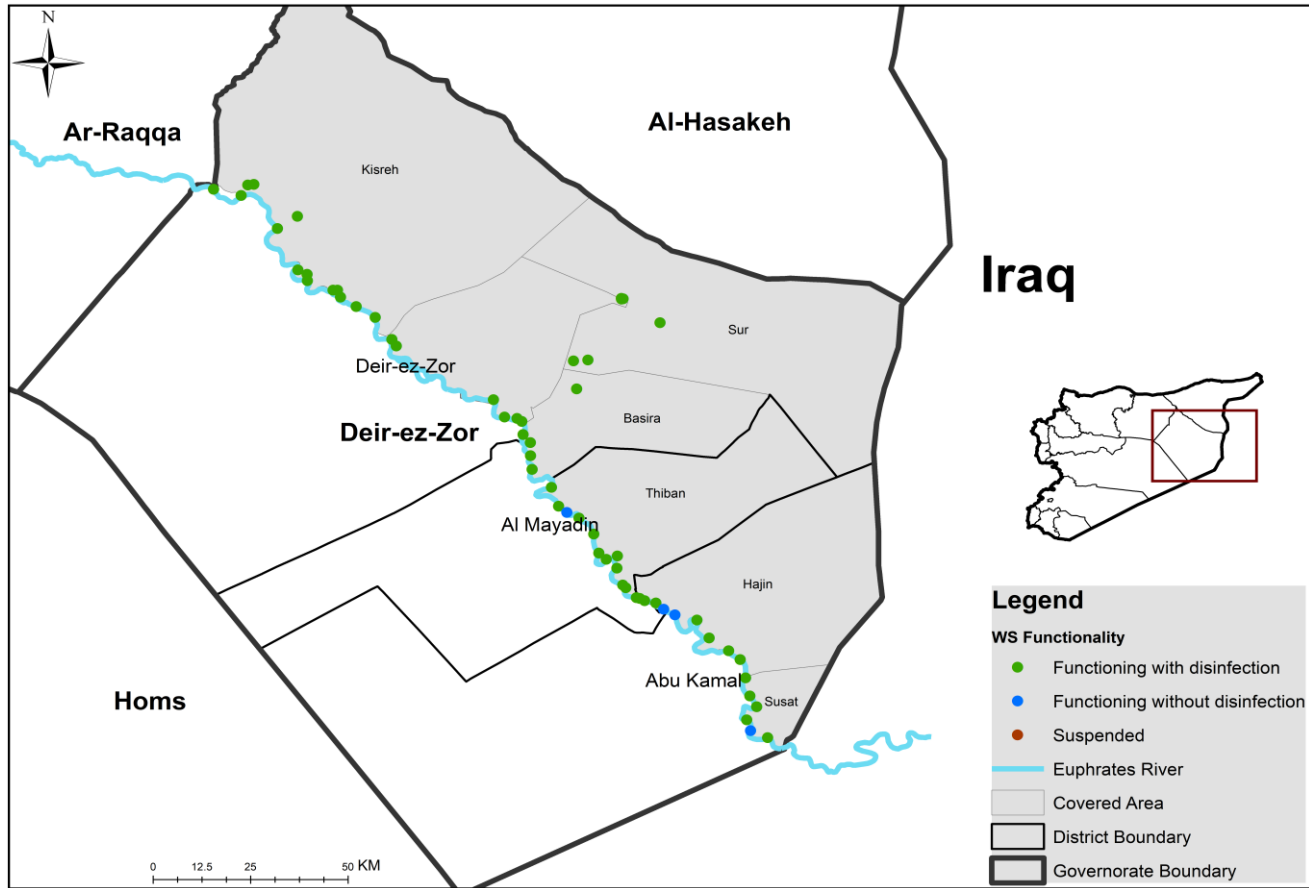 N
Ar-Raqqa
Al-Hasakeh
Kisreh
Iraq
Sur
Deir-ez-Zor
Deir-ez-Zor
Basira
Thiban
Al Mayadin
Hajin
Abu Kamal
Susat
Homs
0 12.5 25 50 KM
Legend
WS Functionality
Functioning with disinfection
Functioning without disinfection
Suspended
Euphrates River
Covered Area
District Boundary
Governorate Boundary